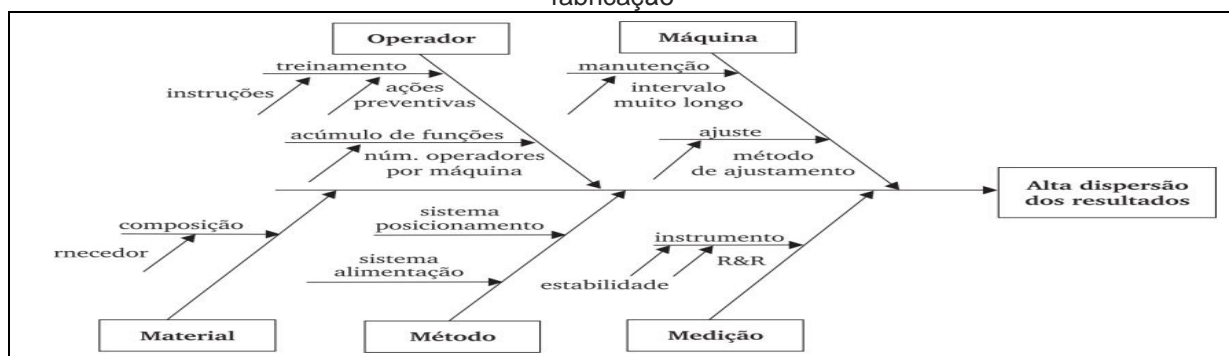 fabricação
Operador
Máquina
treinamento
manutenção
instruções
ações
preventivas
intervalo
muito longo
acúmulo de funções
ajuste
núm. operadores
por máquina
método
de ajustamento
Alta dispersão
dos resultados
composição
sistema
posicionamento
instrumento
rnecedor
R&R
sistema
alimentação
estabilidade
Material
Método
Medição